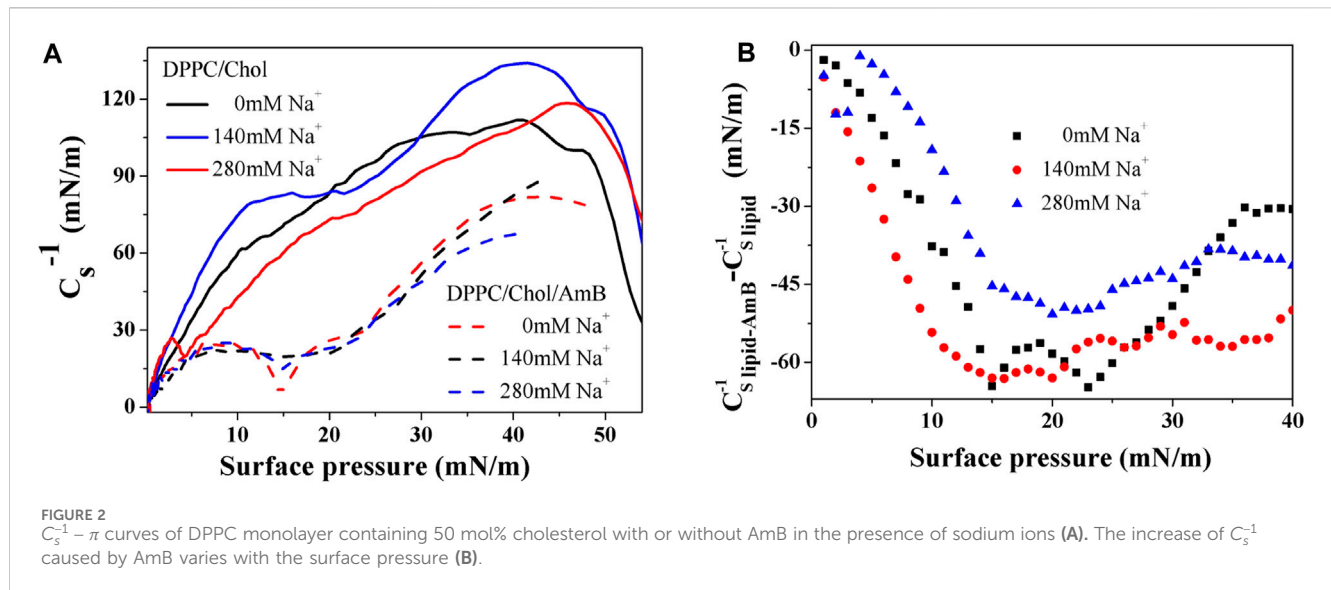 A
DPPC/Chol
0mM Na⁺
140mM Na⁺
280mM Na⁺
120
90
60
30
0
Cₛ⁻¹ (mN/m)
DPPC/Chol/AmB
0mM Na⁺
140mM Na⁺
280mM Na⁺
10 20 30 40 50
Surface pressure (mN/m)
B
0
-15
-30
-45
-60
C⁻¹S lipid-AmB-C⁻¹S lipid (mN/m)
0mM Na⁺
140mM Na⁺
280mM Na⁺
0 10 20 30 40
Surface pressure (mN/m)
FIGURE 2
Cₛ⁻¹ – π curves of DPPC monolayer containing 50 mol% cholesterol with or without AmB in the presence of sodium ions (A). The increase of Cₛ⁻¹
caused by AmB varies with the surface pressure (B).